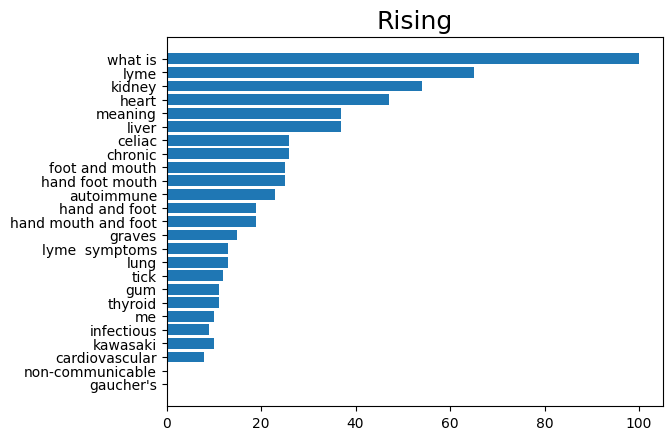 Rising
what is
lyme
kidney
heart
meaning
liver
celiac
chronic
foot and mouth
hand foot mouth
autoimmune
hand and foot
hand mouth and foot
graves
lyme  symptoms
lung
tick
gum
thyroid
me
infectious
kawasaki
cardiovascular
non-communicable
gaucher's
0 20 40 60 80 100